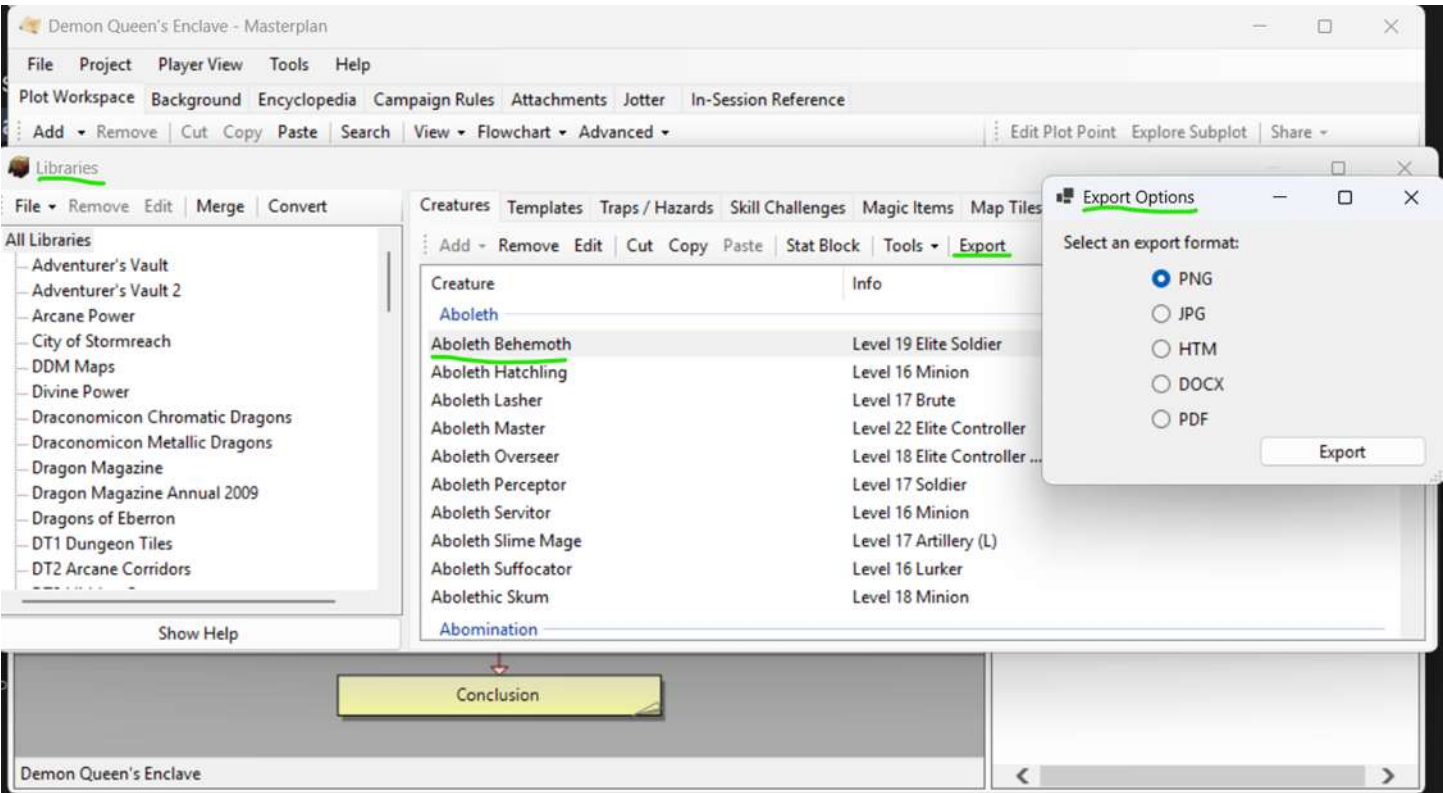 Demon Queen's Enclave - Masterplan
File Project Player View Tools Help
Plot Workspace Background Encyclopedia Campaign Rules Attachments Jotter In-Session Reference
Add Remove Cut Copy Paste Search View Flowchart Advanced Edit Plot Point Explore Subplot Share
Libraries
File Remove Edit Merge Convert
All Libraries
Adventurer's Vault
Adventurer's Vault 2
Arcane Power
City of Stormreach
DDM Maps
Divine Power
Draconomicon Chromatic Dragons
Draconomicon Metallic Dragons
Dragon Magazine
Dragon Magazine Annual 2009
Dragons of Eberron
DT1 Dungeon Tiles
DT2 Arcane Corridors
Show Help
Creatures Templates Traps / Hazards Skill Challenges Magic Items Map Tiles
Add Remove Edit Cut Copy Paste Stat Block Tools Export
Creature Info
Aboleth
Aboleth Behemoth Level 19 Elite Soldier
Aboleth Hatchling Level 16 Minion
Aboleth Lasher Level 17 Brute
Aboleth Master Level 22 Elite Controller
Aboleth Overseer Level 18 Elite Controller ...
Aboleth Perceptor Level 17 Soldier
Aboleth Servitor Level 16 Minion
Aboleth Slime Mage Level 17 Artillery (L)
Aboleth Suffocator Level 16 Lurker
Abolethic Skum Level 18 Minion
Abomination
Export Options
Select an export format:
PNG
JPG
HTM
DOCX
PDF
Export
Conclusion
Demon Queen's Enclave